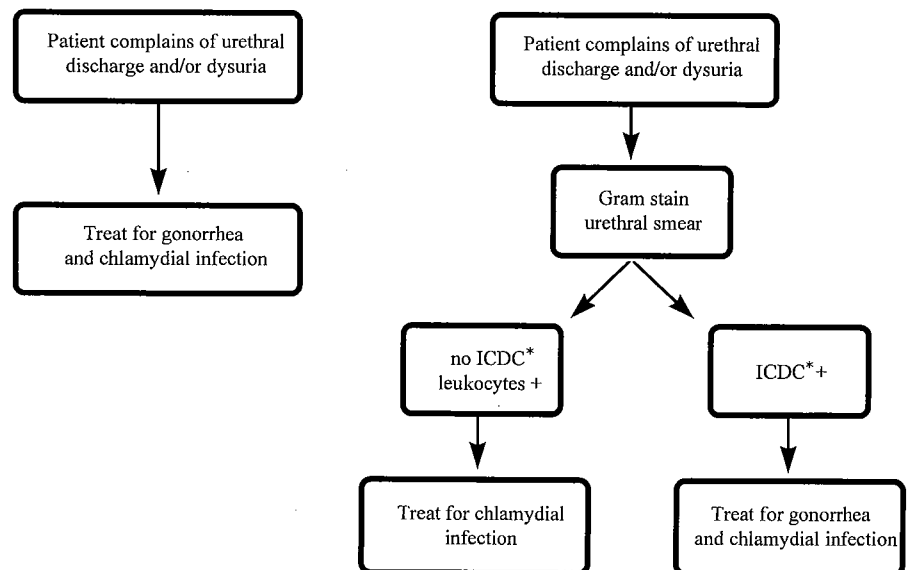 Patient complains of urethral
discharge and/or dysuria
Treat for gonorrhea
and chlamydial infection
Patient complains of urethral
discharge and/or dysuria
Gram stain
urethral smear
no ICDC*
leukocytes +
ICDC* +
Treat for chlamydial
infection
Treat for gonorrhea
and chlamydial infection